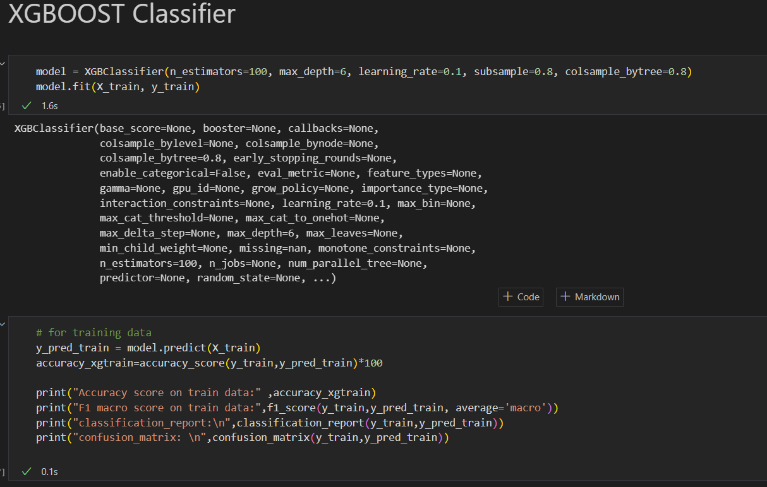 XGBOOST Classifier
model = XGBClassifier(n_estimators=100, max_depth=6, learning_rate=0.1, subsample=0.8, colsample_bytree=0.8)
model.fit(X_train, y_train)
1.6s
XGBClassifier(base_score=None, booster=None, callbacks=None,
colsample_bylevel=None, colsample_bynode=None,
colsample_bytree=0.8, early_stopping_rounds=None,
enable_categorical=False, eval_metric=None, feature_types=None,
gamma=None, gpu_id=None, grow_policy=None, importance_type=None,
interaction_constraints=None, learning_rate=0.1, max_bin=None,
max_cat_threshold=None, max_cat_to_onehot=None,
max_delta_step=None, max_depth=6, max_leaves=None,
min_child_weight=None, missing=nan, monotone_constraints=None,
n_estimators=100, n_jobs=None, num_parallel_tree=None,
predictor=None, random_state=None, ...)
+ Code + Markdown
# for training data
y_pred_train = model.predict(X_train)
accuracy_xgtrain=accuracy_score(y_train,y_pred_train)*100
print("Accuracy score on train data:" ,accuracy_xgtrain)
print("F1 macro score on train data:",f1_score(y_train,y_pred_train, average='macro'))
print("classification_report:\n",classification_report(y_train,y_pred_train))
print("confusion_matrix: \n",confusion_matrix(y_train,y_pred_train))
0.1s